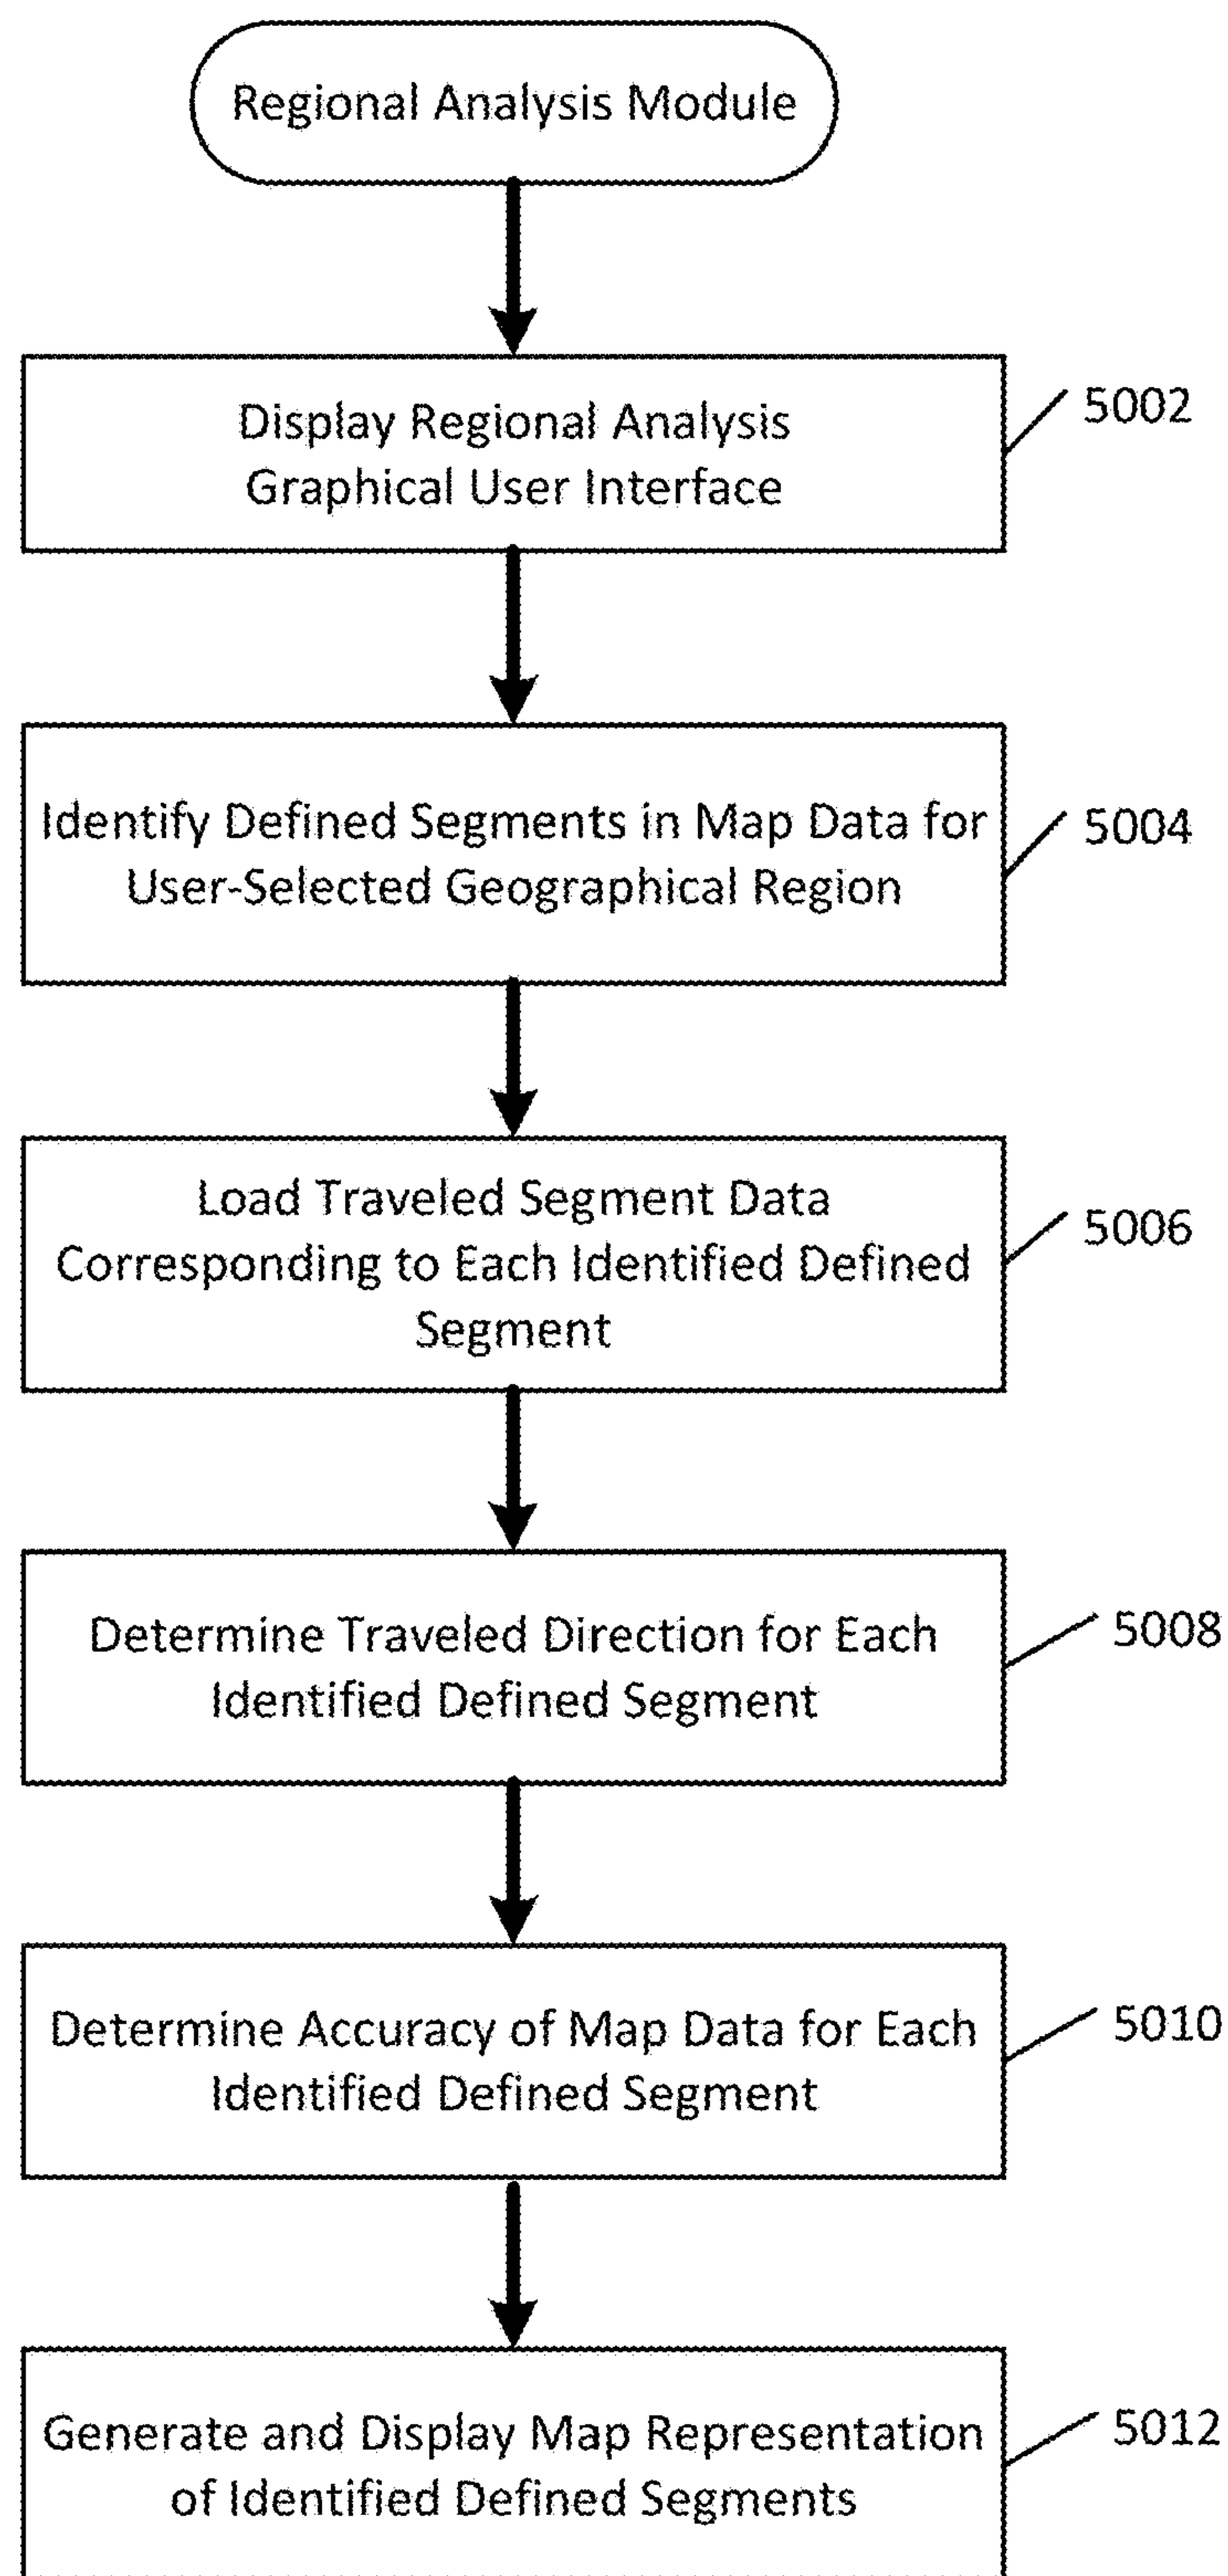 Regional Analysis Module
Display Regional Analysis
Graphical User Interface
5002
Identify Defined Segments in Map Data for
User-Selected Geographical Region
5004
Load Traveled Segment Data
Corresponding to Each Identified Defined
Segment
5006
Determine Traveled Direction for Each
Identified Defined Segment
5008
Determine Accuracy of Map Data for Each
Identified Defined Segment
5010
Generate and Display Map Representation
of Identified Defined Segments
5012